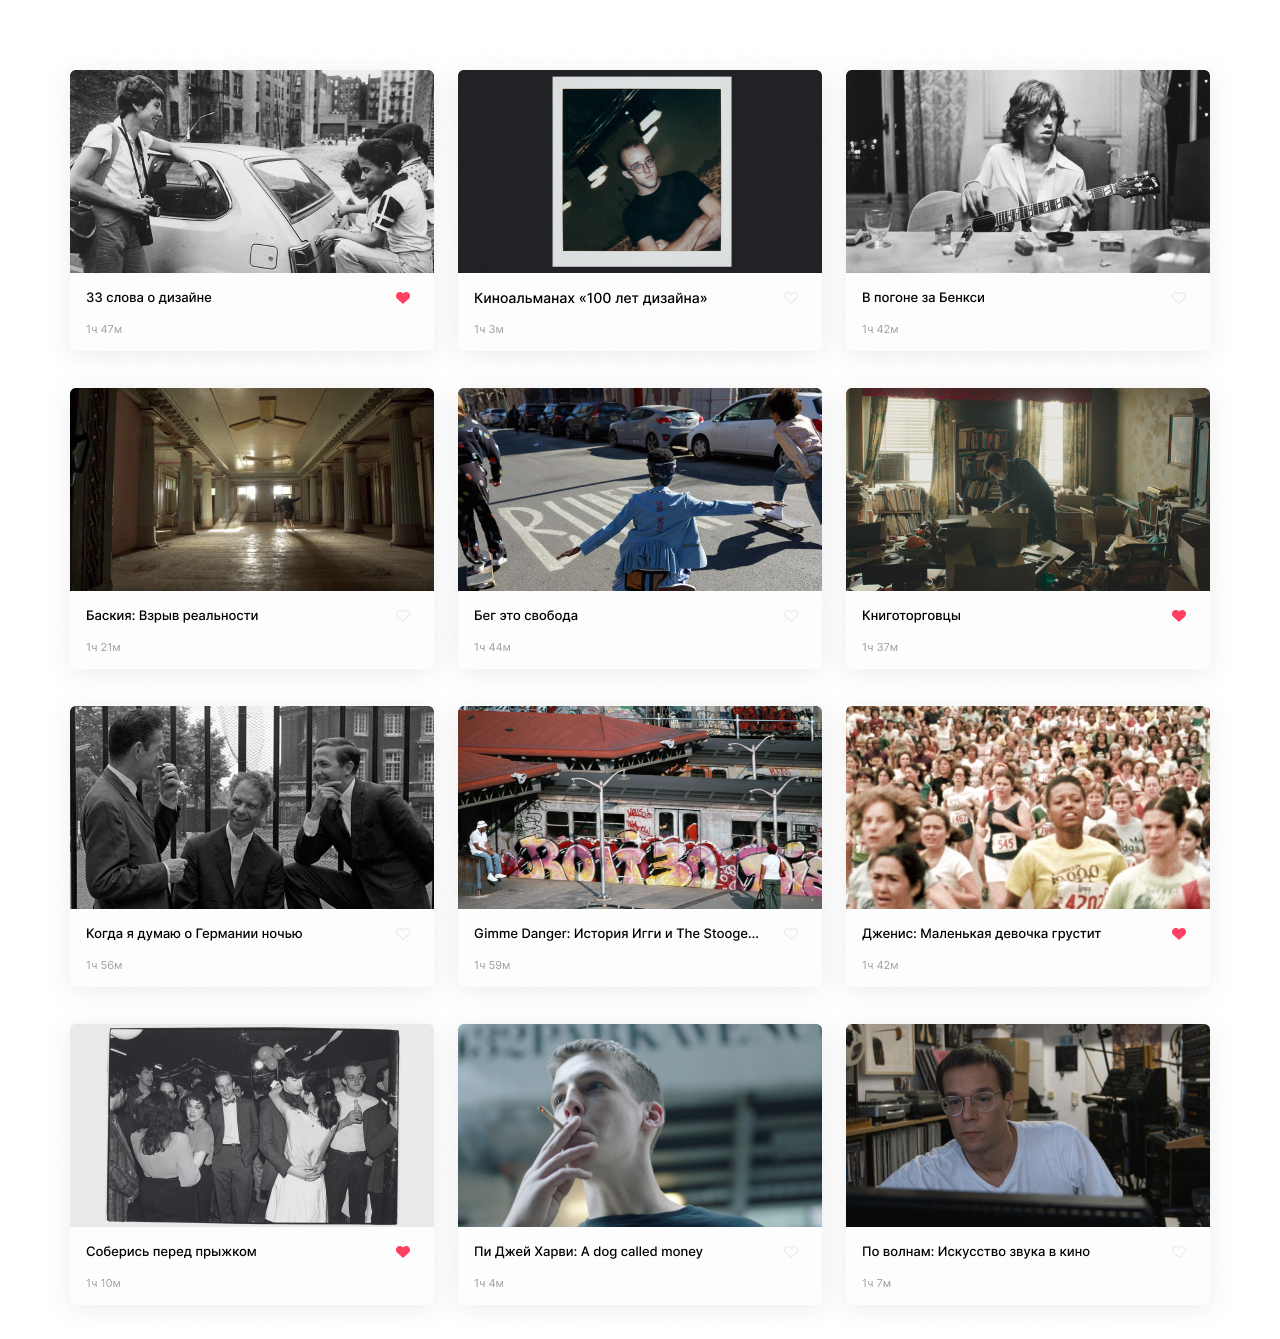 33 слова о дизайне
1ч 47м
Киноальманах «100 лет дизайна»
1ч 3м
В погоне за Бенкси
1ч 42м
Баския: Взрыв реальности
1ч 21м
Бег это свобода
1ч 44м
Книготорговцы
1ч 37м
545
adidas
Когда я думаю о Германии ночью
1ч 56м
Gimme Danger: История Игги и The Stooge...
1ч 59м
Дженис: Маленькая девочка грустит
1ч 42м
Соберись перед прыжком
1ч 10м
Пи Джей Харви: A dog called money
1ч 4м
По волнам: Искусство звука в кино
1ч 7м